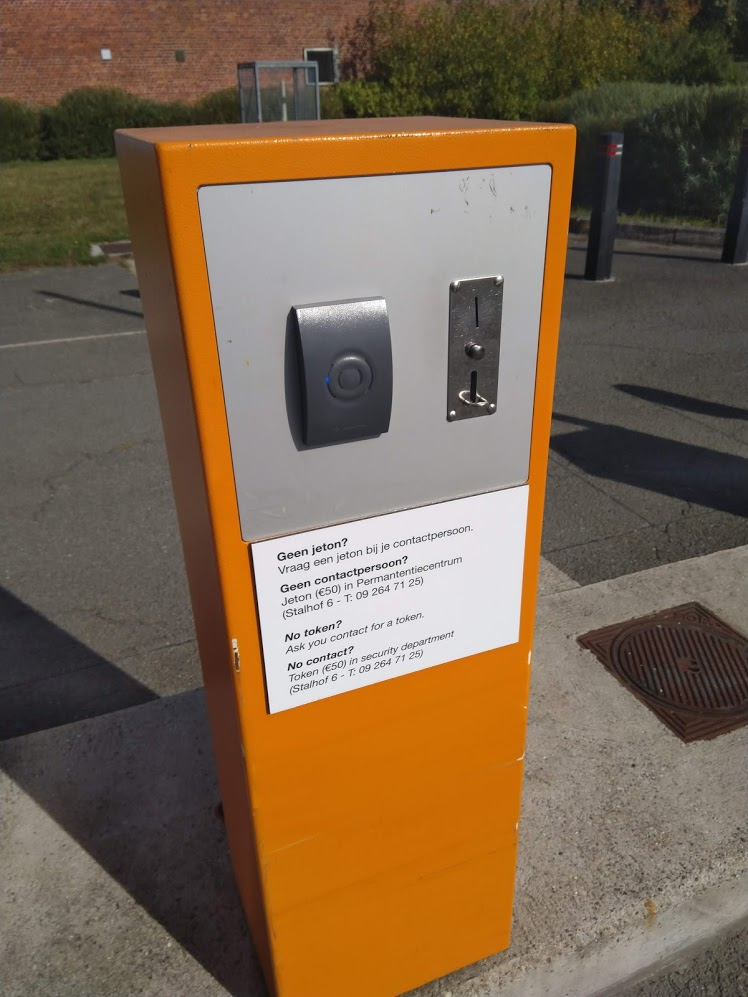 Geen jeton?
Vraag een jeton bij je contactpersoon.
Geen contactpersoon?
Jeton (€50) in Permantentiecentrum
(Stalhof 6 - T: 09 264 71 25)
No token?
Ask you contact for a token.
No contact?
Token (€50) in security department
(Stalhof 6 - T: 09 264 71 25)